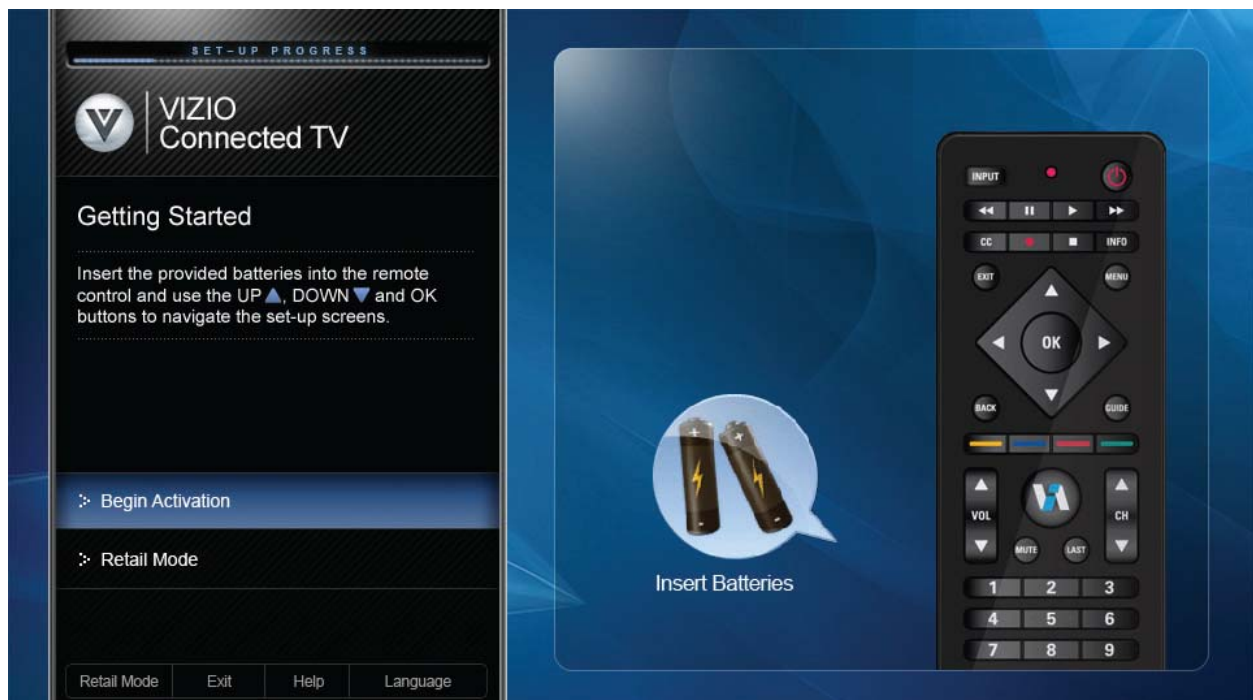 SET-UP PROGRESS
VIZIO
Connected TV
Getting Started
Insert the provided batteries into the remote
control and use the UP ▲, DOWN ▼ and OK
buttons to navigate the set-up screens.
Begin Activation
Retail Mode
Retail Mode Exit Help Language
Insert Batteries
INPUT
CC INFO
EXIT MENU
OK
BACK GUIDE
VOL CH
MUTE LAST
1 2 3
4 5 6
7 8 9